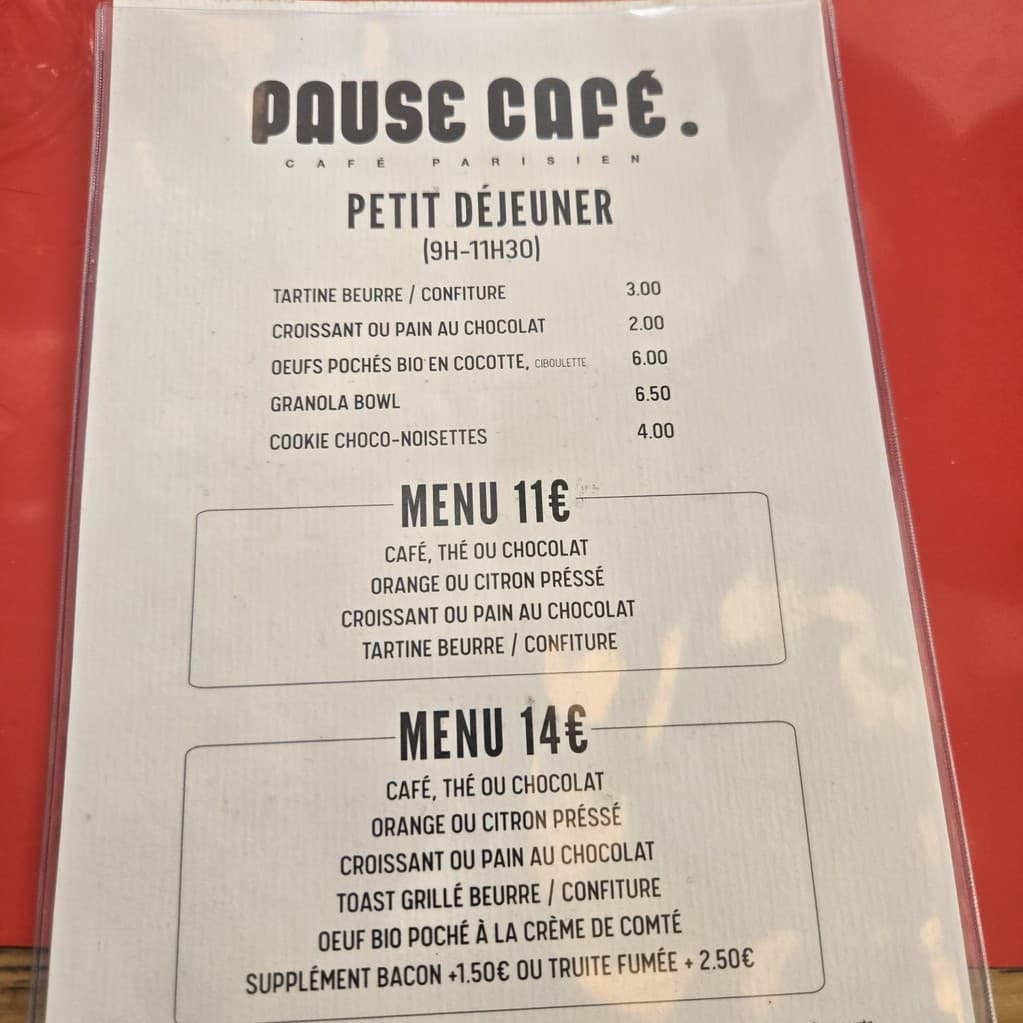 PAUSE CAFÉ.
CAFÉ PARISIEN
PETIT DÉJEUNER
(9H-11H30)
TARTINE BEURRE / CONFITURE 3.00
CROISSANT OU PAIN AU CHOCOLAT 2.00
OEUFS POCHÉS BIO EN COCOTTE, CIBOULETTE 6.00
GRANOLA BOWL 6.50
COOKIE CHOCO-NOISETTES 4.00
MENU 11€
CAFÉ, THÉ OU CHOCOLAT
ORANGE OU CITRON PRÉSSÉ
CROISSANT OU PAIN AU CHOCOLAT
TARTINE BEURRE / CONFITURE
MENU 14€
CAFÉ, THÉ OU CHOCOLAT
ORANGE OU CITRON PRÉSSÉ
CROISSANT OU PAIN AU CHOCOLAT
TOAST GRILLÉ BEURRE / CONFITURE
OEUF BIO POCHÉ À LA CRÈME DE COMTÉ
SUPPLÉMENT BACON +1.50€ OU TRUITE FUMÉE + 2.50€